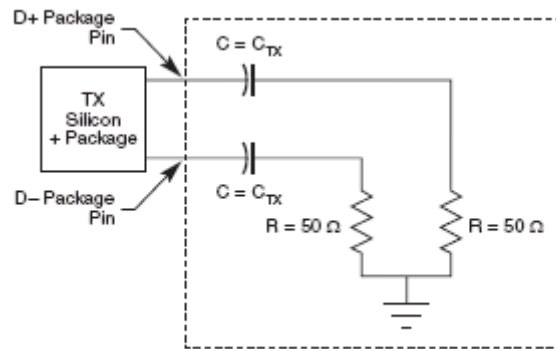 D+ Package
Pin
C = C_TX
TX
Silicon
+ Package
D– Package
Pin
C = C_TX
R = 50 Ω
R = 50 Ω